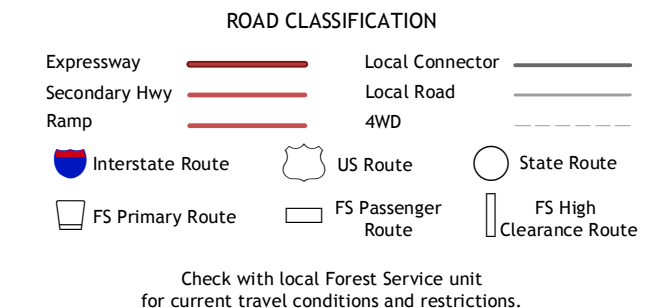 ROAD CLASSIFICATION
Expressway
Local Connector
Secondary Hwy
Local Road
Ramp
4WD
Interstate Route
US Route
State Route
FS Primary Route
FS Passenger
Route
FS High
Clearance Route
Check with local Forest Service unit
for current travel conditions and restrictions.